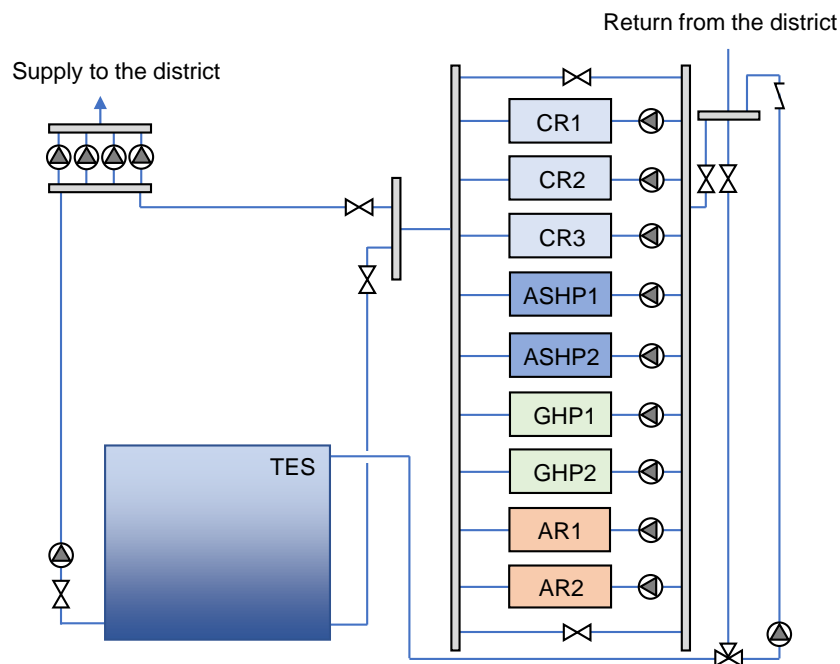 Return from the district
Supply to the district
CR1
CR2
CR3
ASHP1
ASHP2
GHP1
TES
GHP2
AR1
AR2